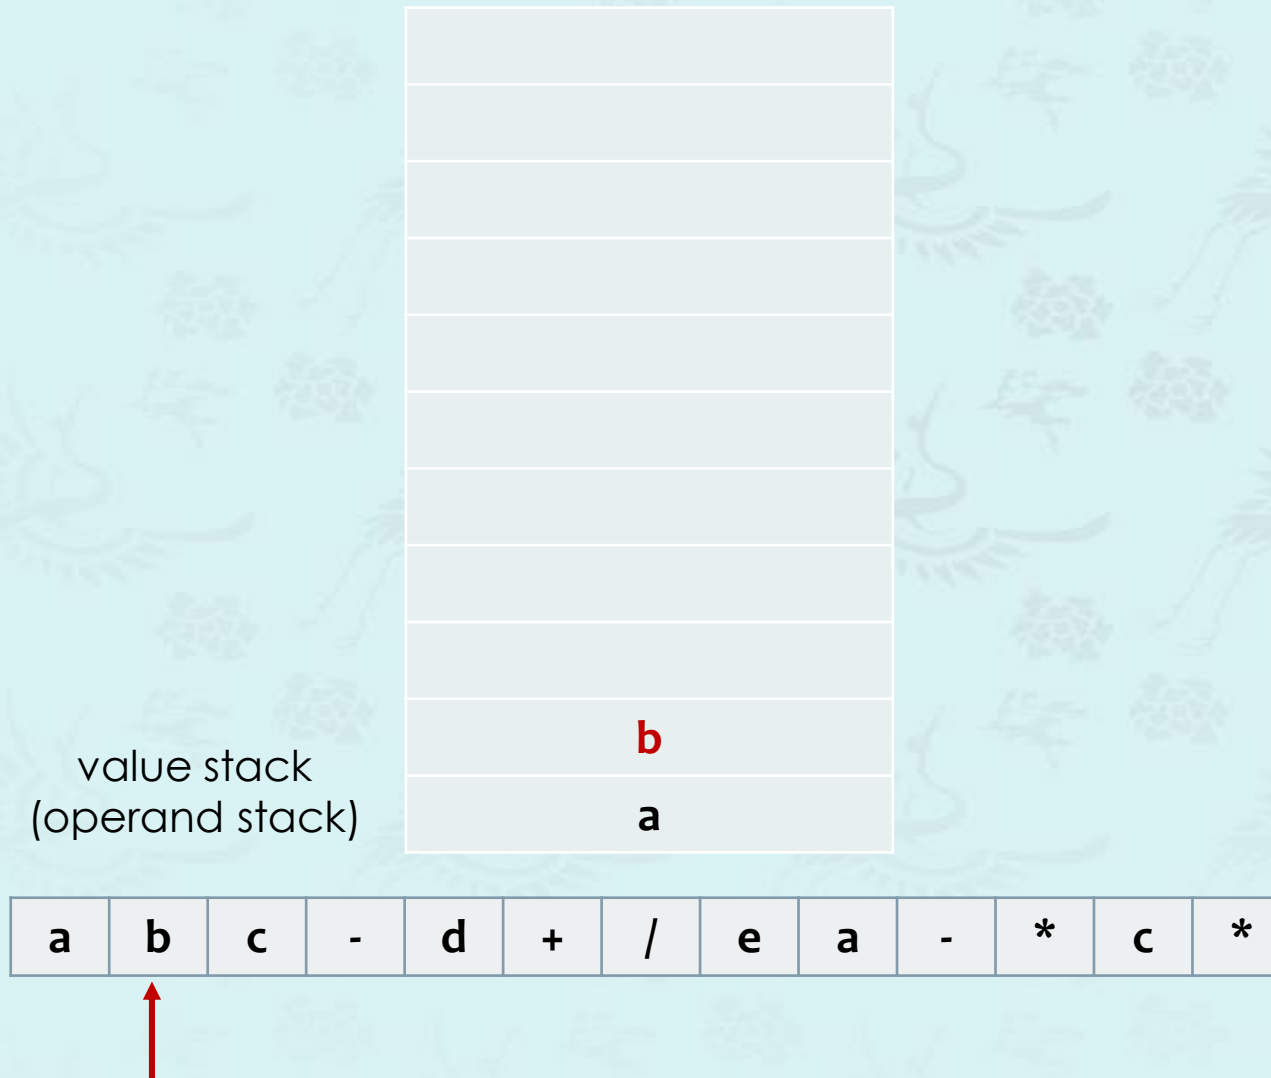 b
value stack
(operand stack)
a
a b c - d + / e a - * c *